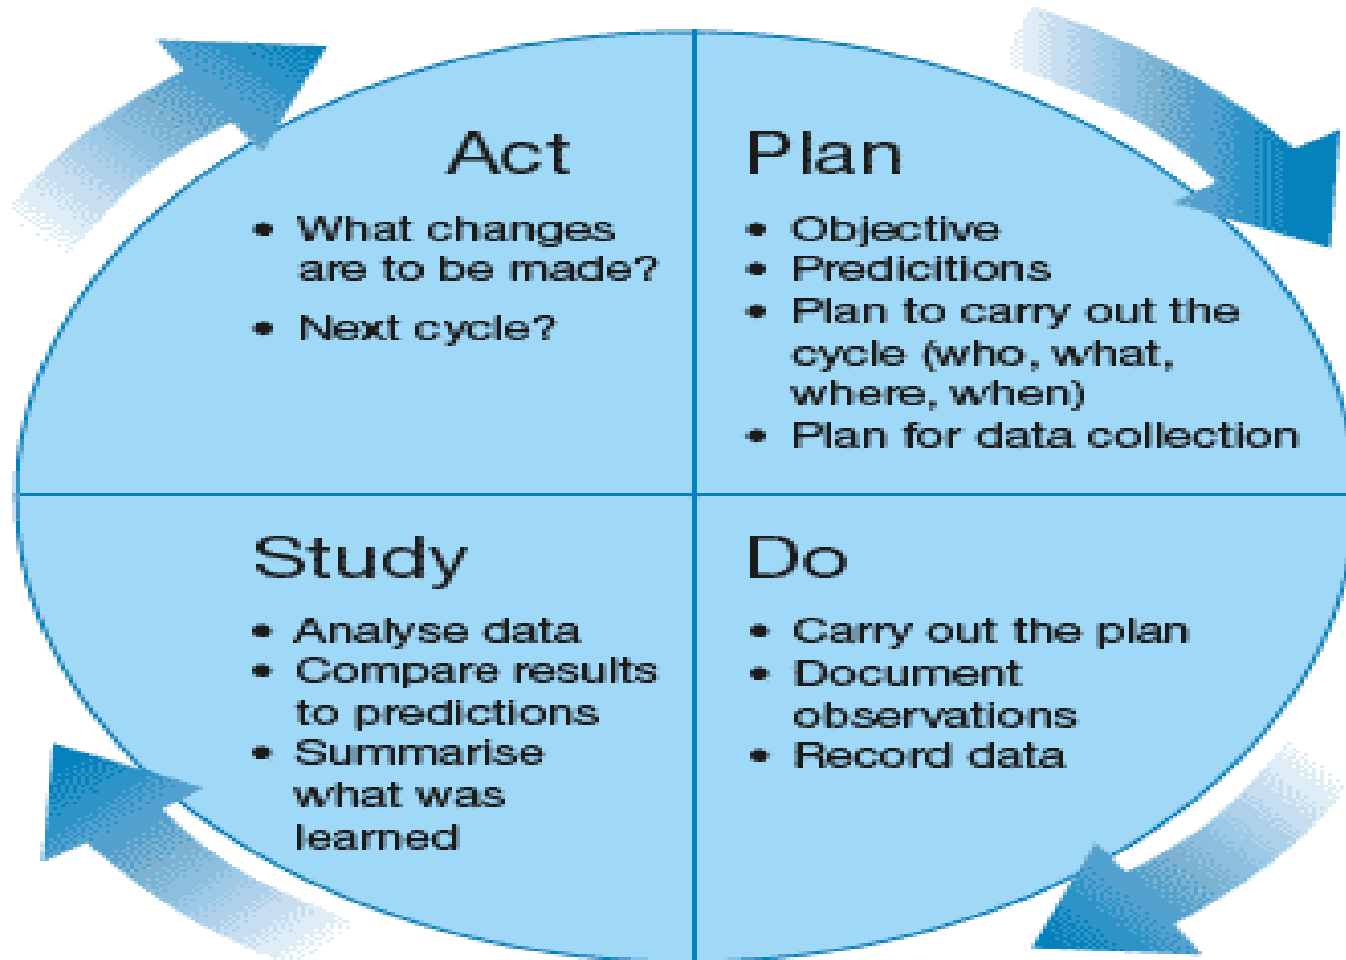 Act
• What changes
are to be made?
• Next cycle?
Plan
• Objective
• Predicitions
• Plan to carry out the
cycle (who, what,
where, when)
• Plan for data collection
Study
• Analyse data
• Compare results
to predictions
• Summarise
what was
learned
Do
• Carry out the plan
• Document
observations
• Record data